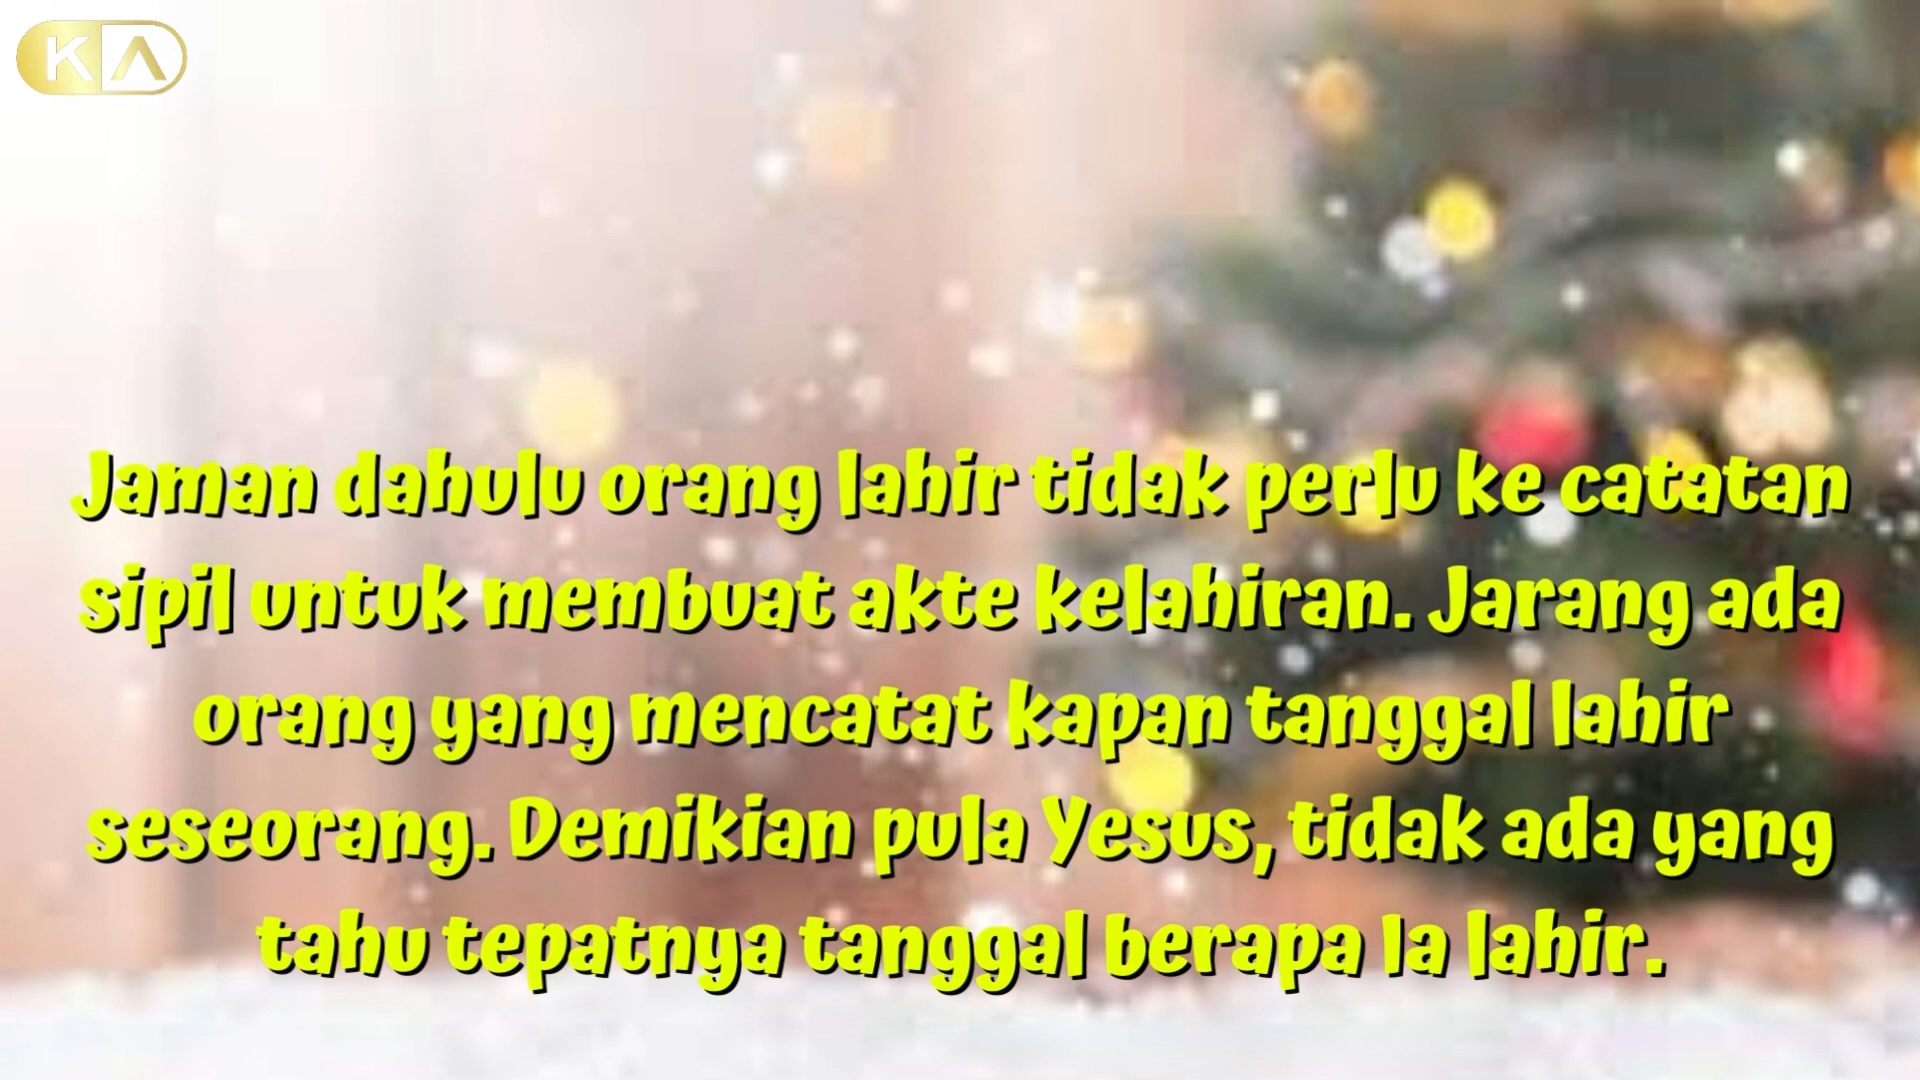 KA
Jaman dahulu orang lahir tidak perlu ke catatan
sipil untuk membuat akte kelahiran. Jarang ada
orang yang mencatat kapan tanggal lahir
seseorang. Demikian pula Yesus, tidak ada yang
tahu tepatnya tanggal berapa Ia lahir.